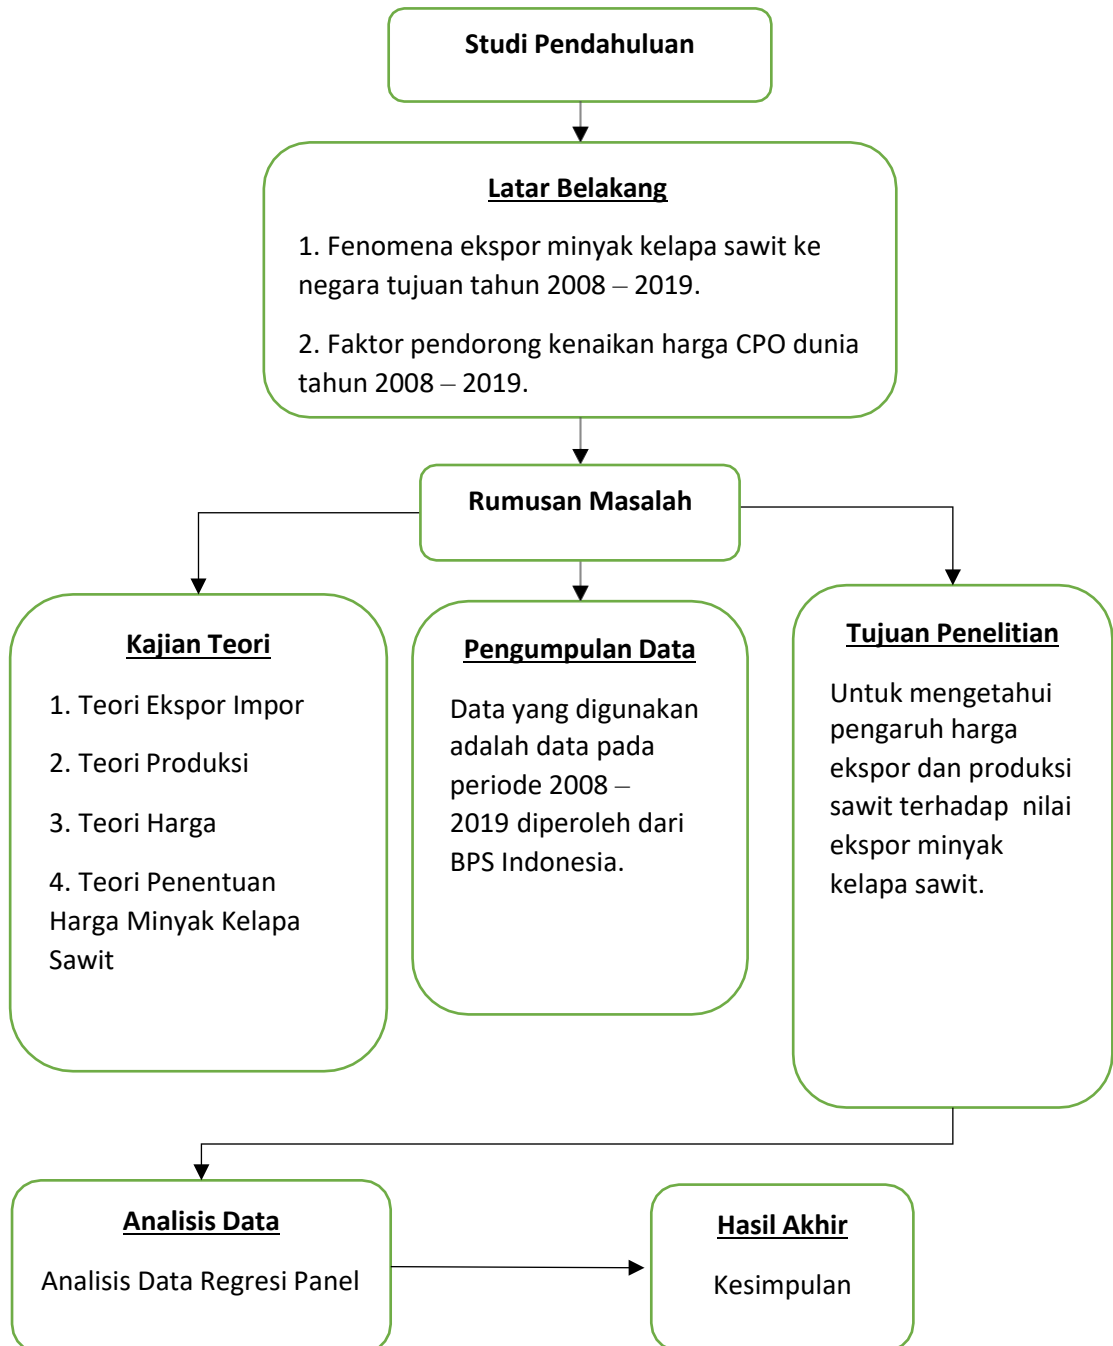 Studi Pendahuluan
Latar Belakang
1. Fenomena ekspor minyak kelapa sawit ke
negara tujuan tahun 2008 – 2019.
2. Faktor pendorong kenaikan harga CPO dunia
tahun 2008 – 2019.
Rumusan Masalah
Kajian Teori
1. Teori Ekspor Impor
2. Teori Produksi
3. Teori Harga
4. Teori Penentuan
Harga Minyak Kelapa
Sawit
Pengumpulan Data
Data yang digunakan
adalah data pada
periode 2008 –
2019 diperoleh dari
BPS Indonesia.
Tujuan Penelitian
Untuk mengetahui
pengaruh harga
ekspor dan produksi
sawit terhadap  nilai
ekspor minyak
kelapa sawit.
Analisis Data
Analisis Data Regresi Panel
Hasil Akhir
Kesimpulan